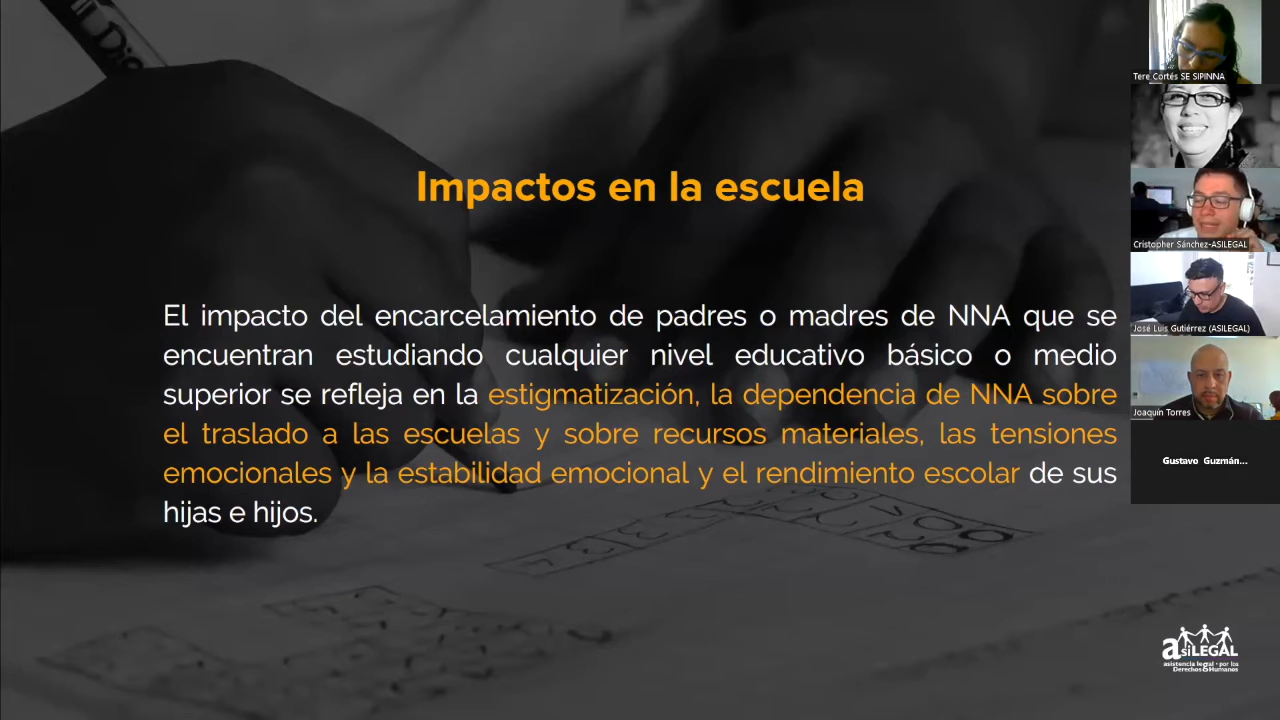 Impactos en la escuela
El impacto del encarcelamiento de padres o madres de NNA que se
encuentran estudiando cualquier nivel educativo básico o medio
superior se refleja en la estigmatización, la dependencia de NNA sobre
el traslado a las escuelas y sobre recursos materiales, las tensiones
emocionales y la estabilidad emocional y el rendimiento escolar de sus
hijas e hijos.
Tere Cortés SE SIPINNA
Cristopher Sánchez-ASILEGAL
José Luis Gutiérrez (ASILEGAL)
Joaquín Torres
Gustavo Guzmán...
asiLEGAL
asistencia legal · por los
Derechos Humanos